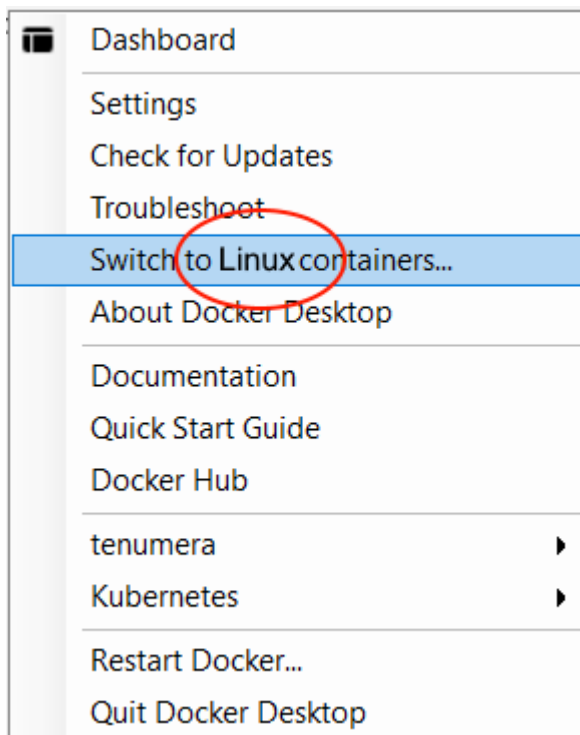 Dashboard
Settings
Check for Updates
Troubleshoot
Switch to Linux containers...
About Docker Desktop
Documentation
Quick Start Guide
Docker Hub
tenumera
Kubernetes
Restart Docker...
Quit Docker Desktop